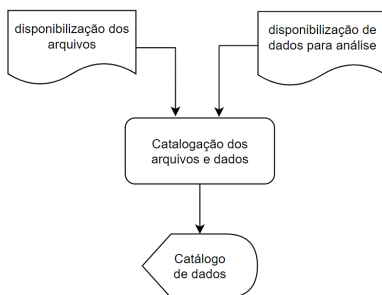 disponibilização dos
arquivos
disponibilização de
dados para análise
Catalogação dos
arquivos e dados
Catálogo
de dados